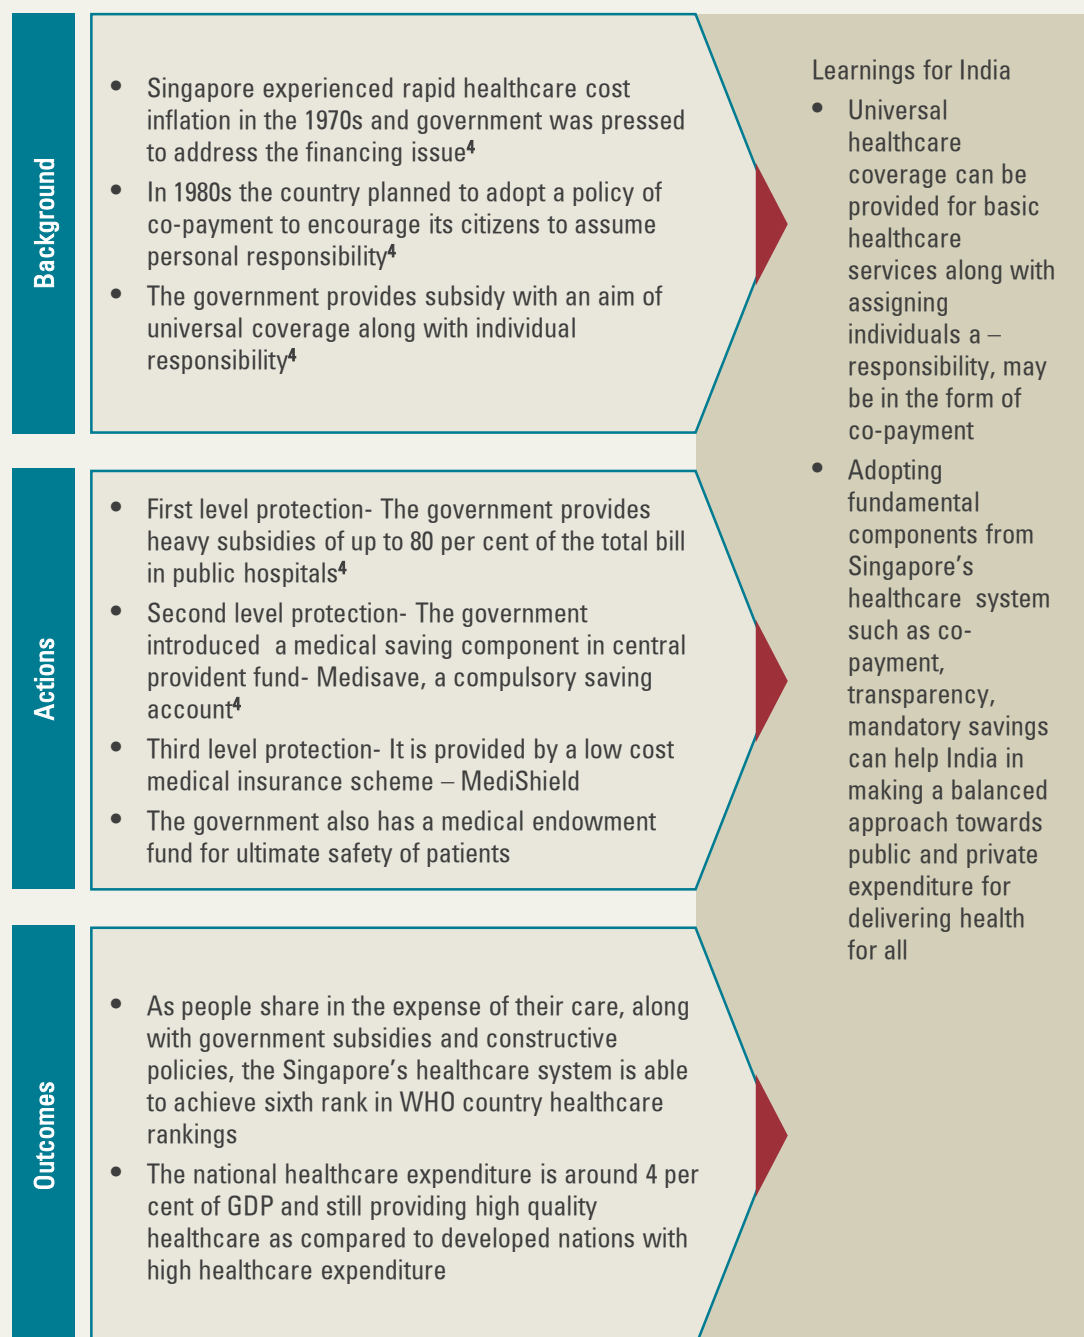 Background
• Singapore experienced rapid healthcare cost
inflation in the 1970s and government was pressed
to address the financing issue4
• In 1980s the country planned to adopt a policy of
co-payment to encourage its citizens to assume
personal responsibility4
• The government provides subsidy with an aim of
universal coverage along with individual
responsibility4
Actions
• First level protection- The government provides
heavy subsidies of up to 80 per cent of the total bill
in public hospitals4
• Second level protection- The government
introduced  a medical saving component in central
provident fund- Medisave, a compulsory saving
account4
• Third level protection- It is provided by a low cost
medical insurance scheme – MediShield
• The government also has a medical endowment
fund for ultimate safety of patients
Outcomes
• As people share in the expense of their care, along
with government subsidies and constructive
policies, the Singapore's healthcare system is able
to achieve sixth rank in WHO country healthcare
rankings
• The national healthcare expenditure is around 4 per
cent of GDP and still providing high quality
healthcare as compared to developed nations with
high healthcare expenditure
Learnings for India
• Universal
healthcare
coverage can be
provided for basic
healthcare
services along with
assigning
individuals a –
responsibility, may
be in the form of
co-payment
• Adopting
fundamental
components from
Singapore's
healthcare  system
such as co-
payment,
transparency,
mandatory savings
can help India in
making a balanced
approach towards
public and private
expenditure for
delivering health
for all